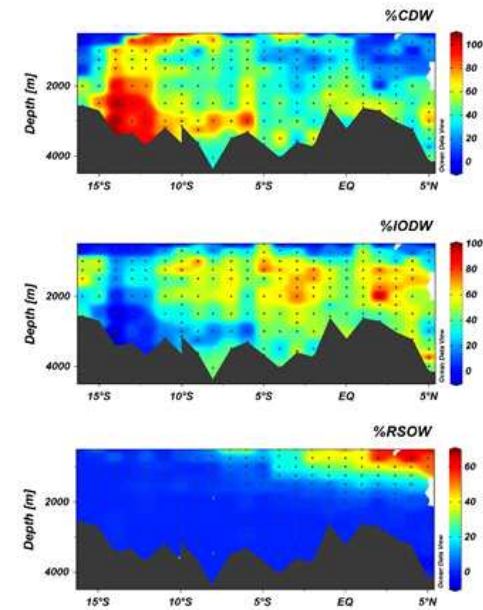 %CDW
Depth [m]
2000
4000
100
80
60
40
20
0
Ocean Data View
15°S
10°S
5°S
EQ
5°N
%IODW
Depth [m]
2000
4000
100
80
60
40
20
0
Ocean Data View
15°S
10°S
5°S
EQ
5°N
%RSOW
Depth [m]
2000
4000
60
40
20
0
Ocean Data View
15°S
10°S
5°S
EQ
5°N